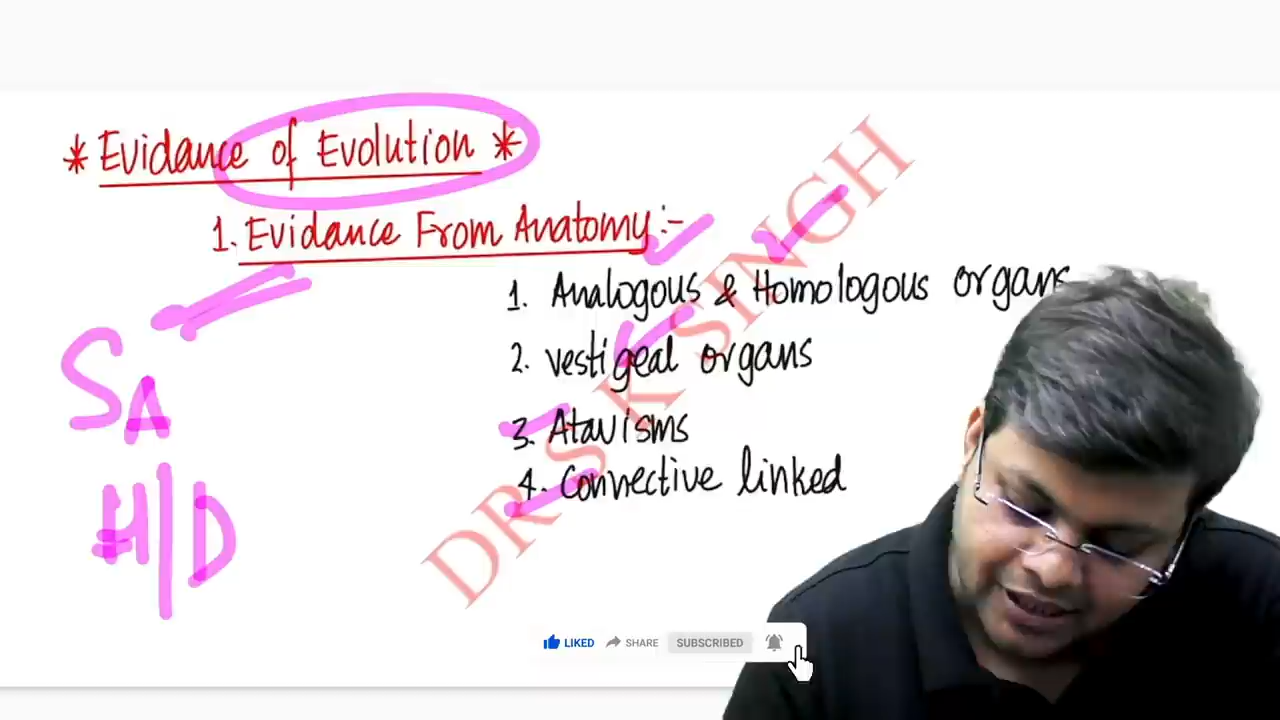 * Evidance of Evolution *
1. Evidance From Anatomy :-
1. Analogous & Homologous organs
2. vestigeal organs
3. Atavisms
4. Connective linked
SA
H|D
DR S K SINGH
LIKED SHARE SUBSCRIBED